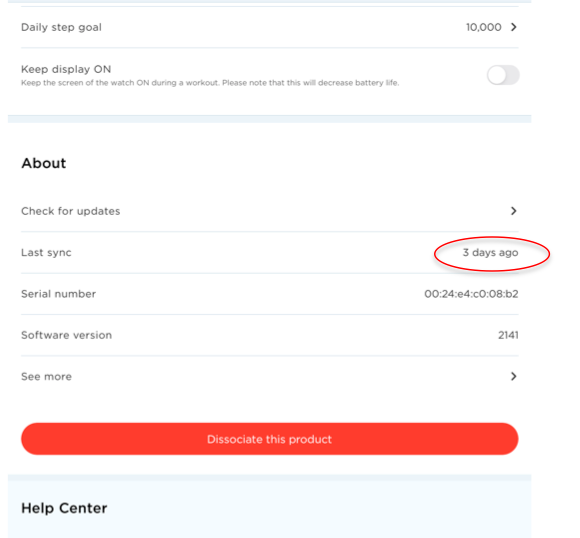 Daily step goal 10,000
Keep display ON
Keep the screen of the watch ON during a workout. Please note that this will decrease battery life.
About
Check for updates
Last sync 3 days ago
Serial number 00:24:e4:c0:08:b2
Software version 2141
See more
Dissociate this product
Help Center